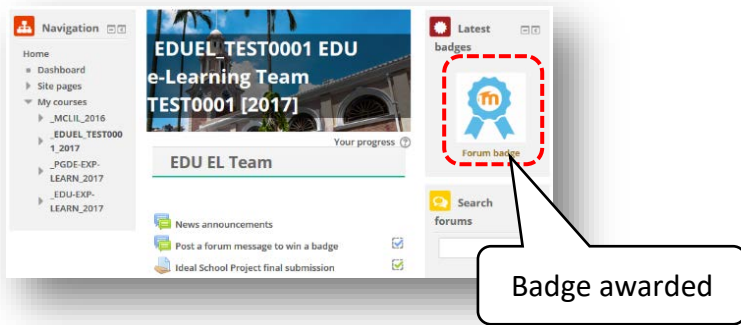 Navigation
Home
Dashboard
Site pages
My courses
_MCLIL_2016
_EDUEL_TEST000
1_2017
_PGDE-EXP-
LEARN_2017
_EDU-EXP-
LEARN_2017
EDUEL_TEST0001 EDU
e-Learning Team
TEST0001 [2017]
Your progress
EDU EL Team
News announcements
Post a forum message to win a badge
Ideal School Project final submission
Latest
badges
m
Forum badge
Search
forums
Badge awarded